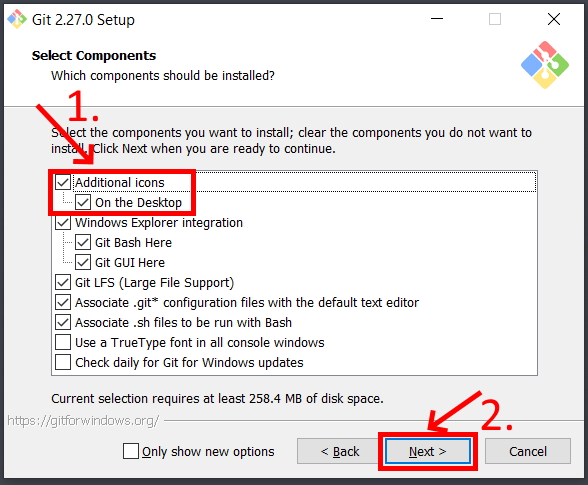 Git 2.27.0 Setup
Select Components
Which components should be installed?
1.
Select the components you want to install; clear the components you do not want to
install. Click Next when you are ready to continue.
Additional icons
On the Desktop
Windows Explorer integration
Git Bash Here
Git GUI Here
Git LFS (Large File Support)
Associate .git* configuration files with the default text editor
Associate .sh files to be run with Bash
Use a TrueType font in all console windows
Check daily for Git for Windows updates
Current selection requires at least 258.4 MB of disk space.
https://gitforwindows.org/
2.
Only show new options
< Back
Next >
Cancel